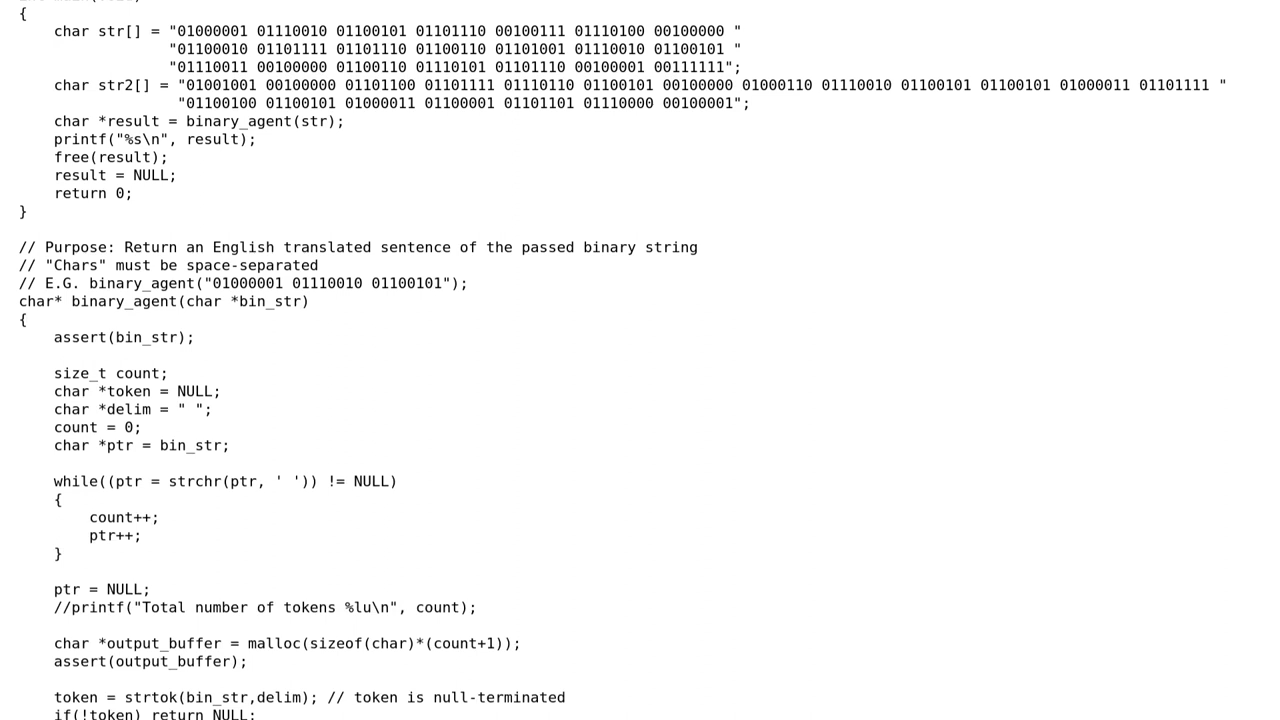 {
    char str[] = "01000001 01110010 01100101 01101110 00100111 01110100 00100000 "
                 "01100010 01101111 01101110 01100110 01101001 01110010 01100101 "
                 "01110011 00100000 01100110 01110101 01101110 00100001 00111111";
    char str2[] = "01001001 00100000 01101100 01101111 01110110 01100101 00100000 01000110 01110010 01100101 01100101 01000011 01101111 "
                  "01100100 01100101 01000011 01100001 01101101 01110000 00100001";
    char *result = binary_agent(str);
    printf("%s\n", result);
    free(result);
    result = NULL;
    return 0;
}
// Purpose: Return an English translated sentence of the passed binary string
// "Chars" must be space-separated
// E.G. binary_agent("01000001 01110010 01100101");
char* binary_agent(char *bin_str)
{
    assert(bin_str);
    size_t count;
    char *token = NULL;
    char *delim = " ";
    count = 0;
    char *ptr = bin_str;
    while((ptr = strchr(ptr, ' ')) != NULL)
    {
        count++;
        ptr++;
    }
    ptr = NULL;
    //printf("Total number of tokens %lu\n", count);
    char *output_buffer = malloc(sizeof(char)*(count+1));
    assert(output_buffer);
    token = strtok(bin_str,delim); // token is null-terminated
    if(!token) return NULL;